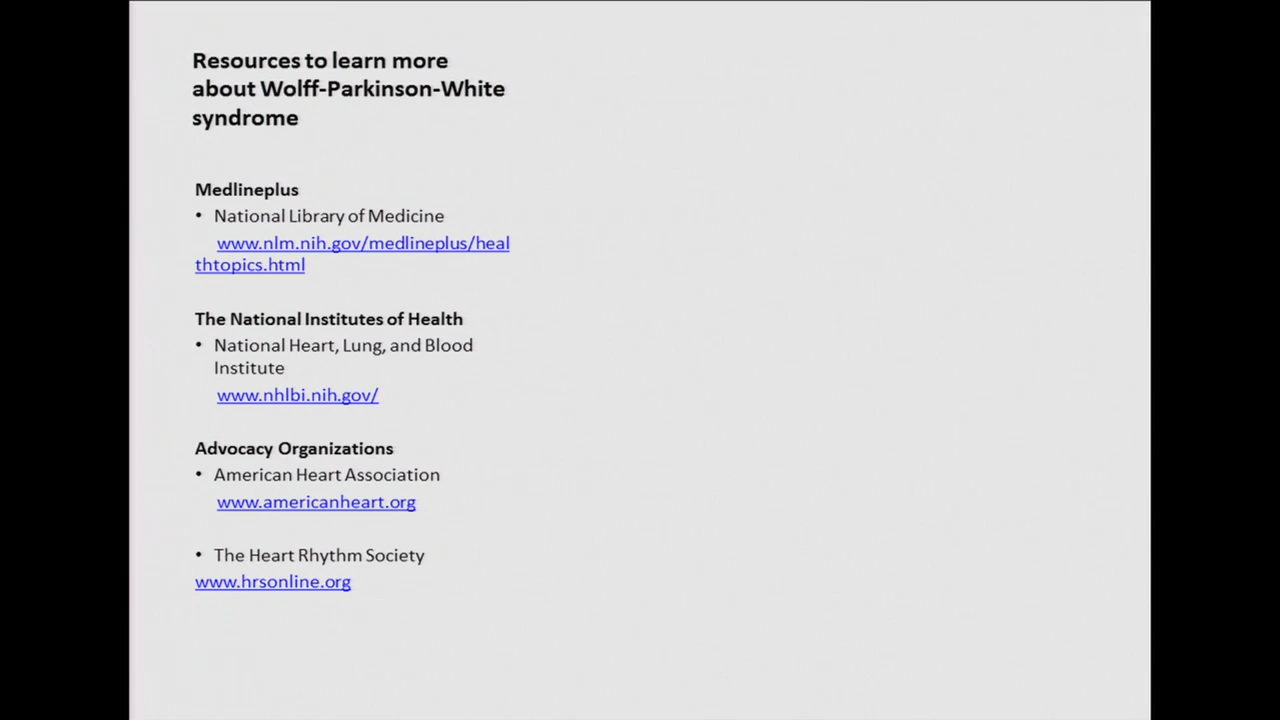 Resources to learn more
about Wolff-Parkinson-White
syndrome
Medlineplus
• National Library of Medicine
www.nlm.nih.gov/medlineplus/heal
thtopics.html
The National Institutes of Health
• National Heart, Lung, and Blood
Institute
www.nhlbi.nih.gov/
Advocacy Organizations
• American Heart Association
www.americanheart.org
• The Heart Rhythm Society
www.hrsonline.org